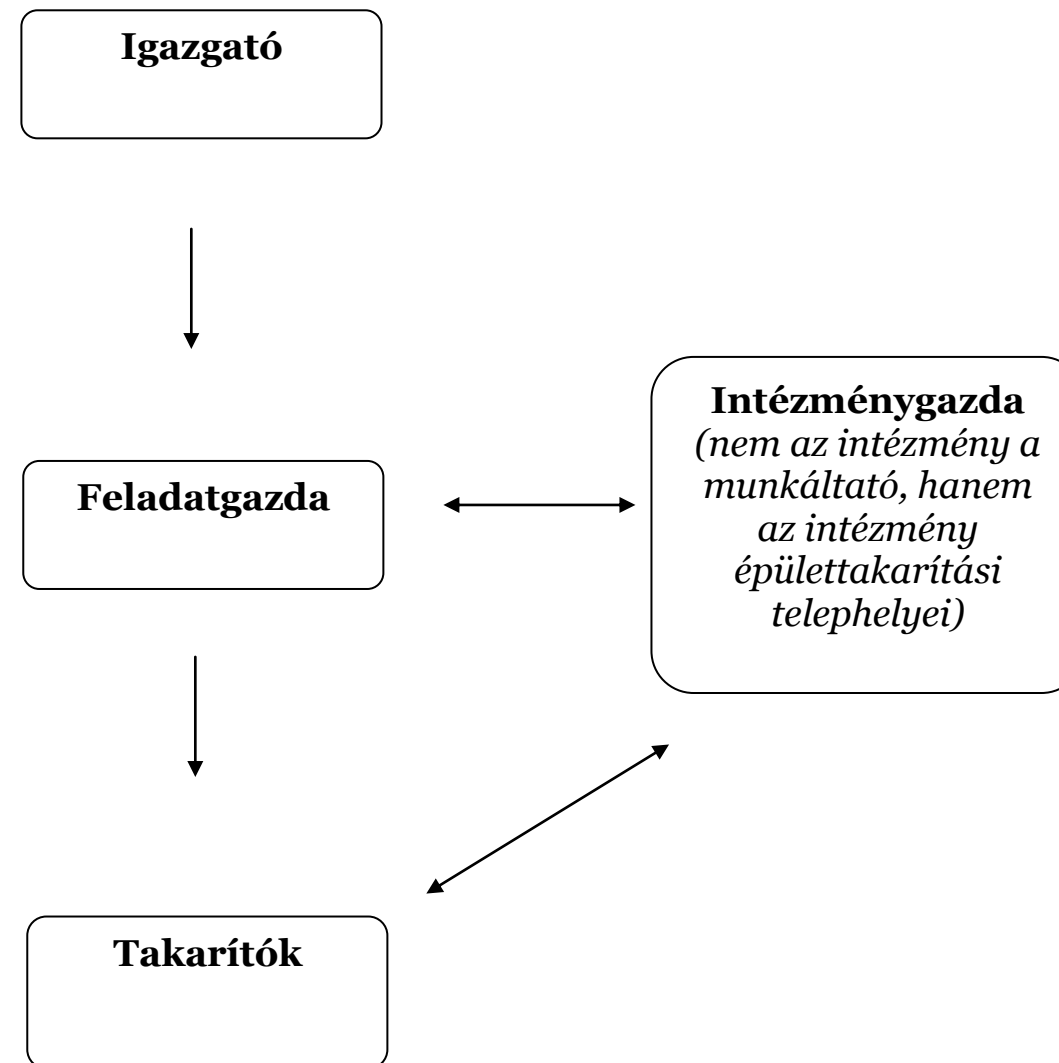 Igazgató
Feladatgazda
Intézménygazda
(nem az intézmény a
munkáltató, hanem
az intézmény
épülettakarítási
telephelyei)
Takarítók